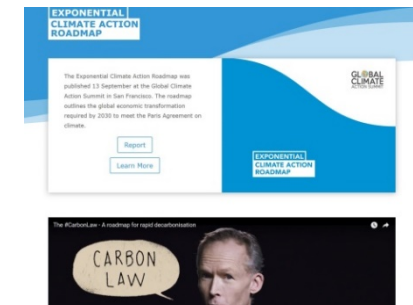 EXPONENTIAL
CLIMATE ACTION
ROADMAP
The Exponential Climate Action Roadmap was
published 13 September at the Global Climate
Action Summit in San Francisco. The roadmap
outlines the global economic transformation
required by 2030 to meet the Paris Agreement on
climate.
Report
Learn More
GLOBAL
CLIMATE
ACTION SUMMIT
EXPONENTIAL
CLIMATE ACTION
ROADMAP
The #CarbonLaw - A roadmap for rapid decarbonisation
CARBON
LAW